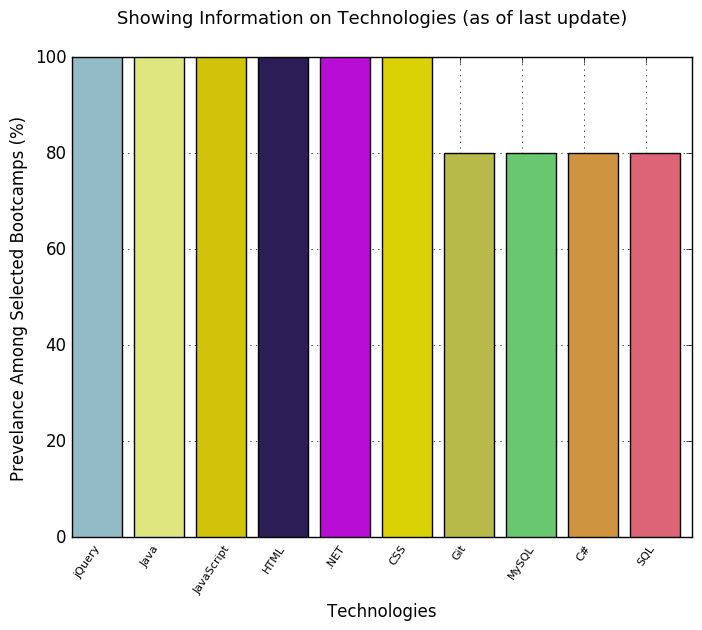 Showing Information on Technologies (as of last update)
Prevelance Among Selected Bootcamps (%)
100
80
60
40
20
0
jQuery
Java
JavaScript
HTML
.NET
CSS
Git
MySQL
C#
SQL
Technologies